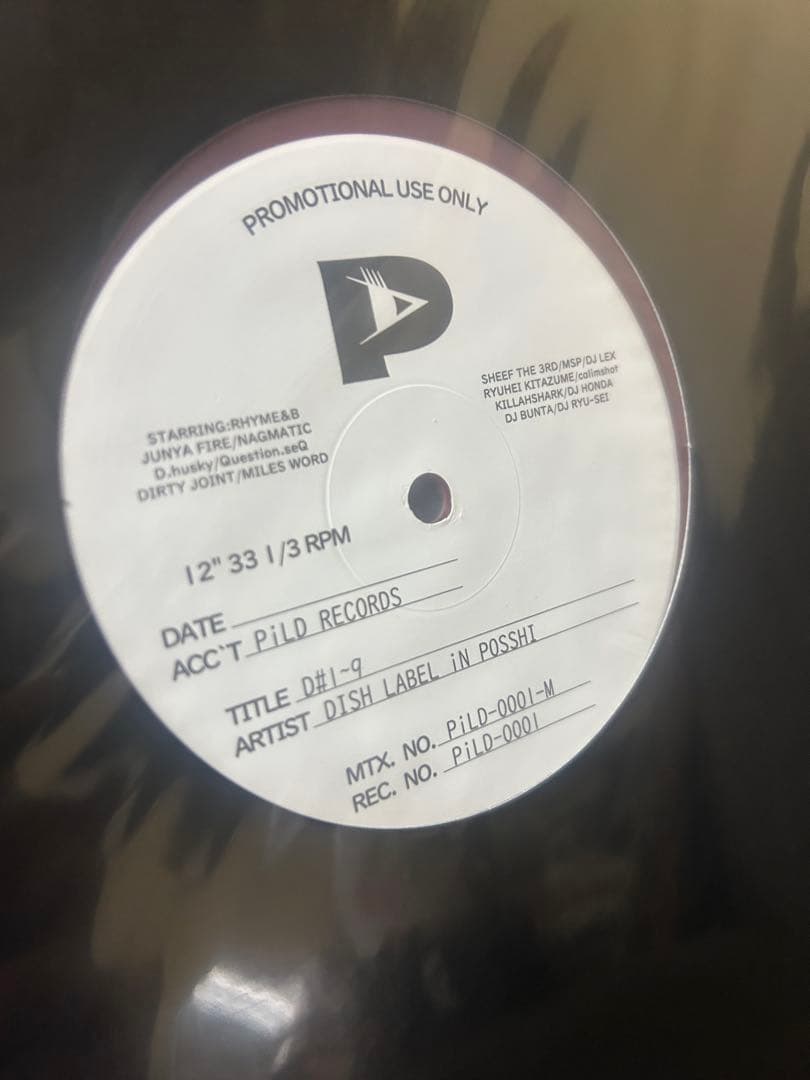 PROMOTIONAL USE ONLY
P
STARRING:RHYME&B
JUNYA FIRE/NAGMATIC
D.husky/Question.seQ
DIRTY JOINT/MILES WORD
SHEEF THE 3RD/MSP/DJ LEX
RYUHEI KITAZUME/calimshot
KILLAHSHARK/DJ HONDA
DJ BUNTA/DJ RYU-SEI
12" 33 1/3 RPM
DATE
ACC`T PiLD RECORDS
TITLE D#1~9
ARTIST DISH LABEL iN POSSHI
MTX. NO. PiLD-0001-M
REC. NO. PiLD-0001